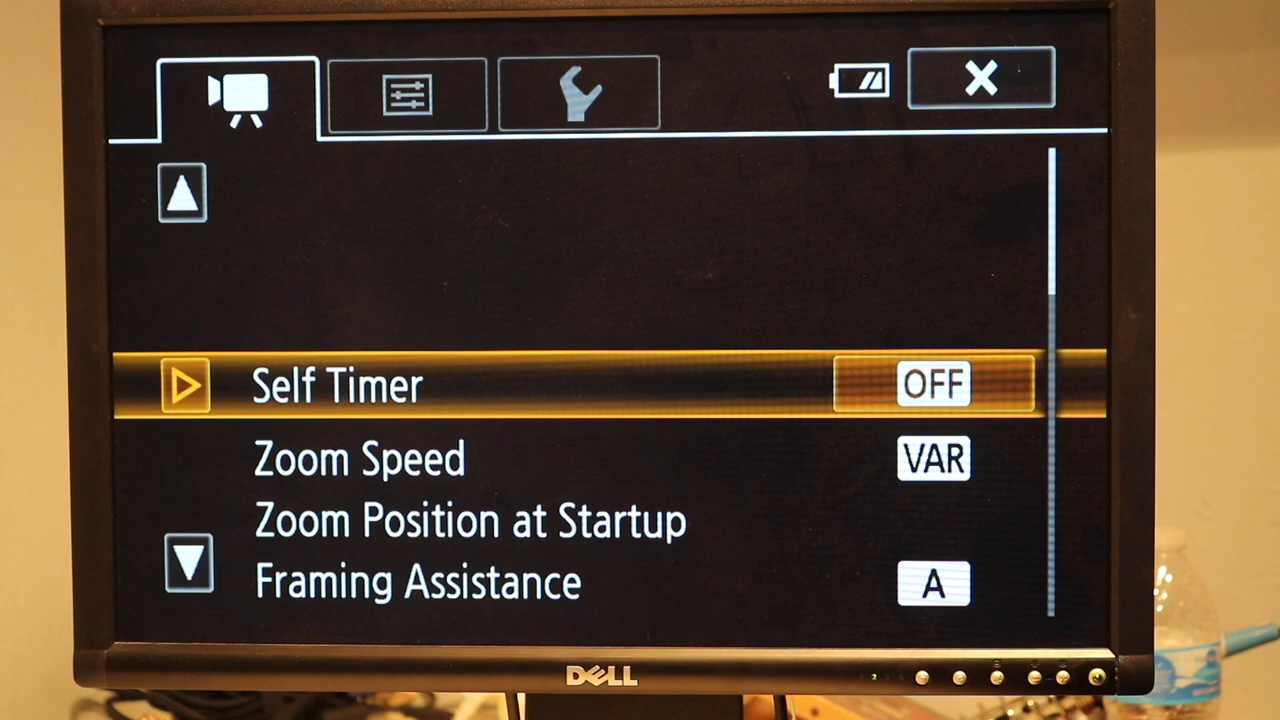 Self Timer OFF
Zoom Speed VAR
Zoom Position at Startup
Framing Assistance A
DELL